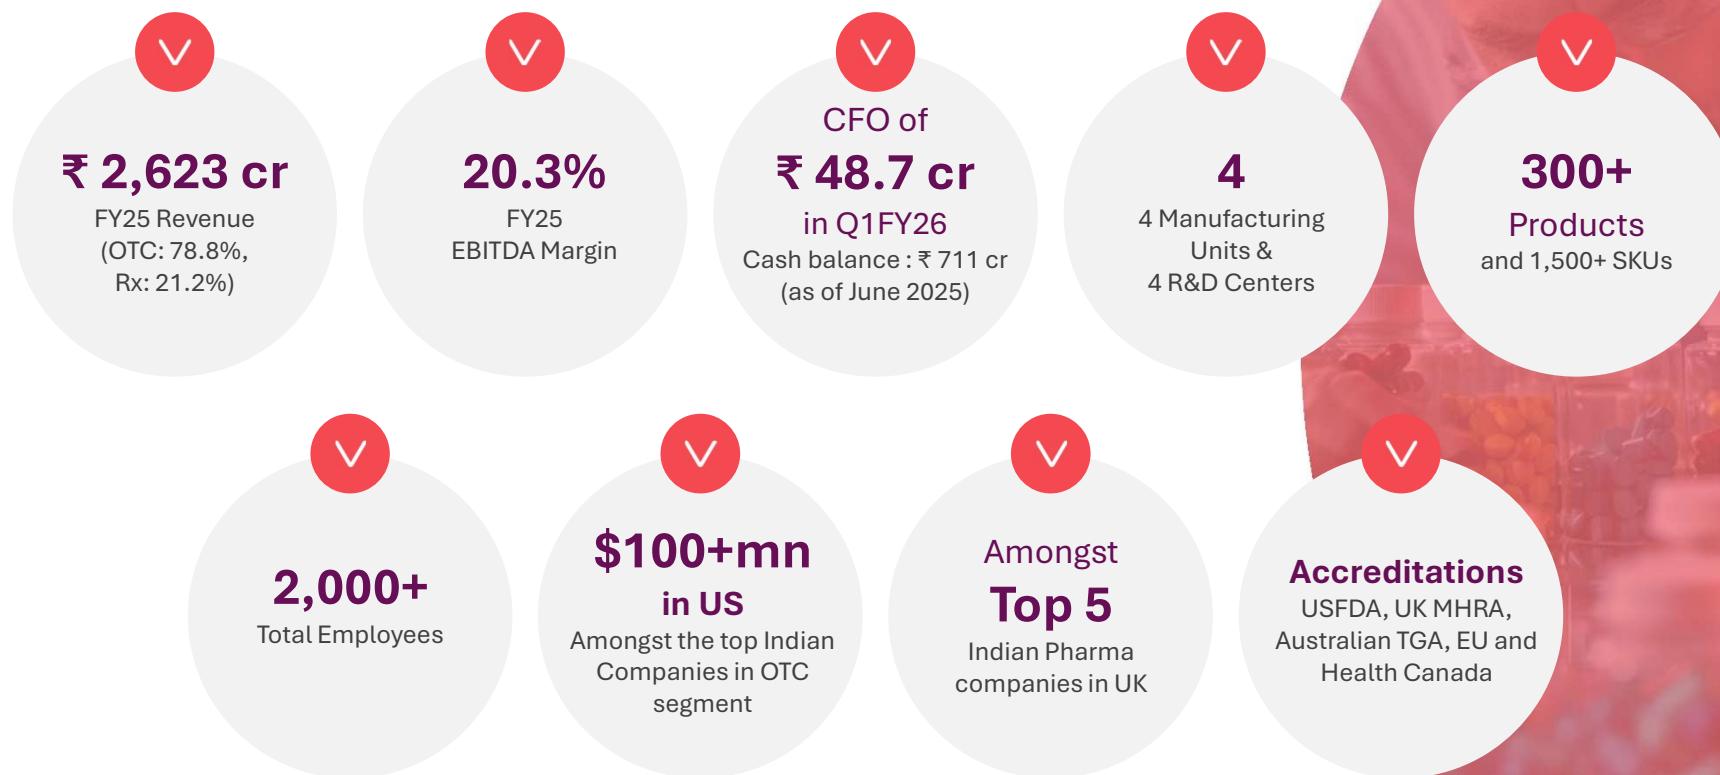 ₹ 2,623 cr
FY25 Revenue
(OTC: 78.8%,
Rx: 21.2%)
20.3%
FY25
EBITDA Margin
CFO of
₹ 48.7 cr
in Q1FY26
Cash balance : ₹ 711 cr
(as of June 2025)
4
4 Manufacturing
Units &
4 R&D Centers
300+
Products
and 1,500+ SKUs
2,000+
Total Employees
$100+mn
in US
Amongst the top Indian
Companies in OTC
segment
Amongst
Top 5
Indian Pharma
companies in UK
Accreditations
USFDA, UK MHRA,
Australian TGA, EU and
Health Canada